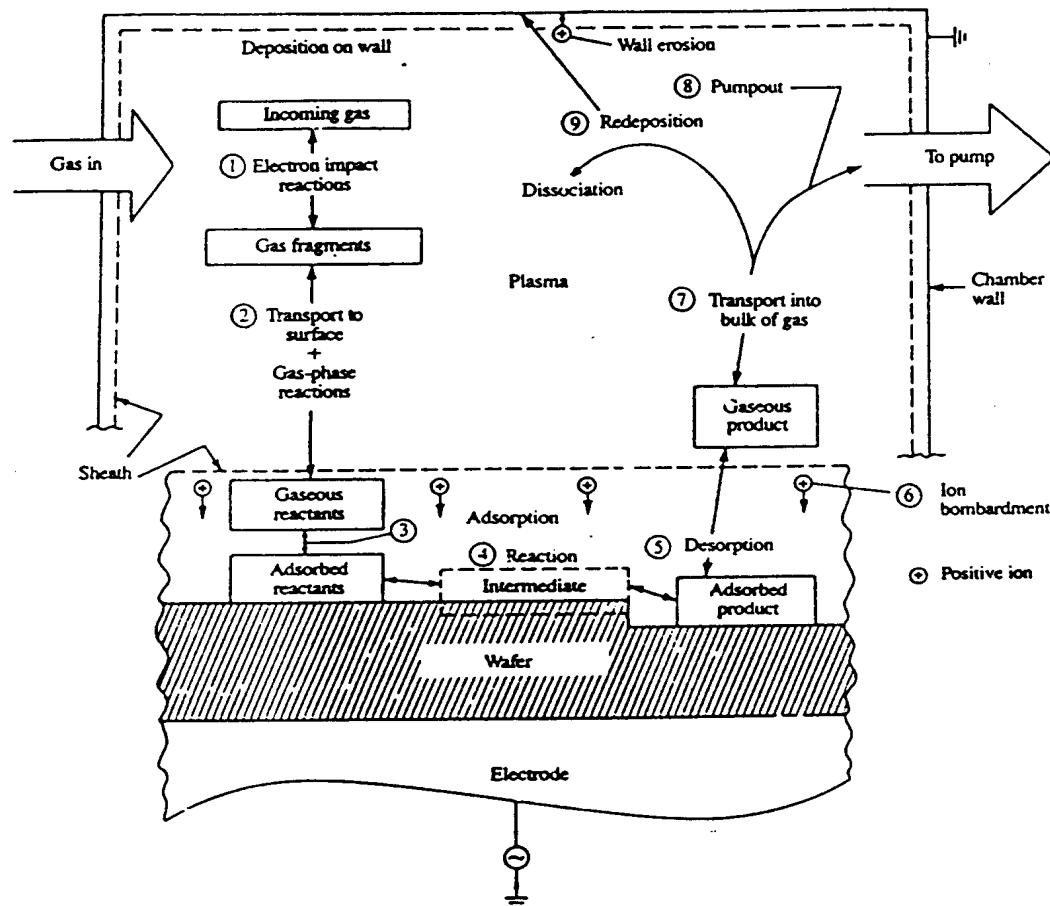 Deposition on wall
Wall erosion
⑧ Pumpout
Incoming gas
⑨ Redeposition
Gas in
① Electron impact
reactions
To pump
Dissociation
Gas fragments
Plasma
Chamber
wall
② Transport to
surface
+
Gas-phase
reactions
⑦ Transport into
bulk of gas
Gaseous
product
Sheath
Gaseous
reactants
Adsorption
⑥ Ion
bombardment
③
④ Reaction
⑤ Desorption
Adsorbed
reactants
Intermediate
Adsorbed
product
⊕ Positive ion
Wafer
Electrode